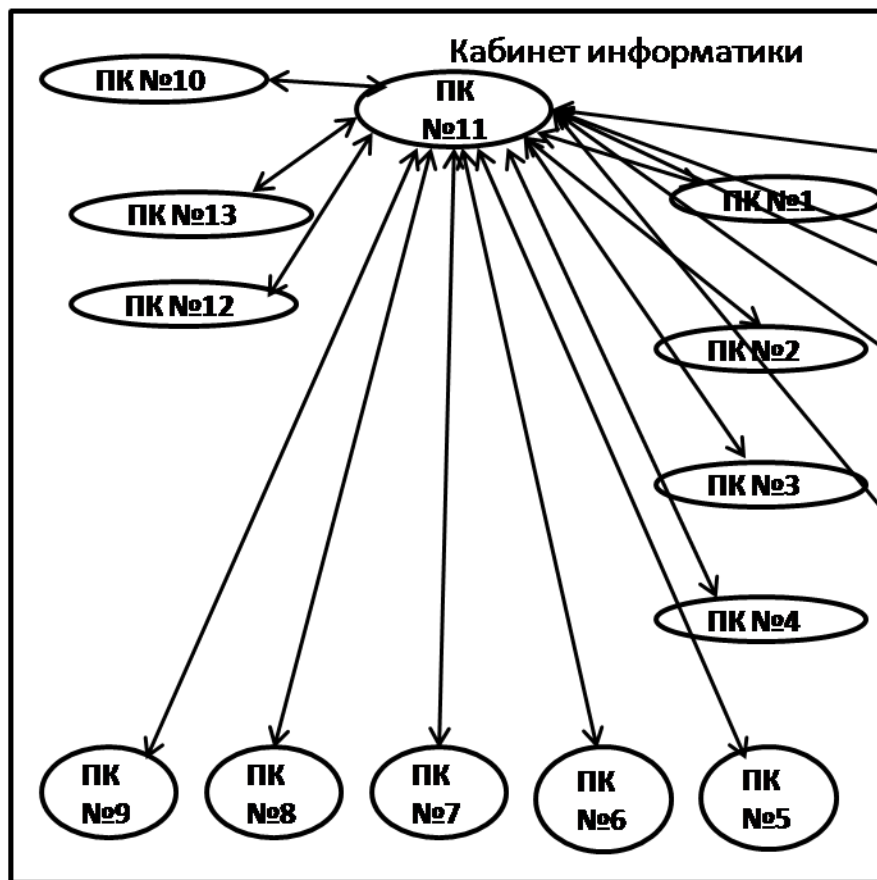 Кабинет информатики
ПК №10
ПК
№11
ПК №1
ПК №13
ПК №12
ПК №2
ПК №3
ПК №4
ПК
№9
ПК
№8
ПК
№7
ПК
№6
ПК
№5